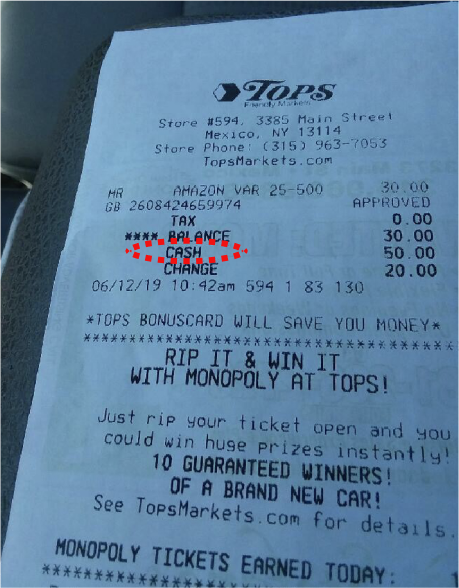 TOPS
Friendly Markets
Store #594, 3385 Main Street
Mexico, NY 13114
Store Phone: (315) 963-7053
TopsMarkets.com
MR AMAZON VAR 25-500 30.00
GB 2608424659974 APPROVED
TAX 0.00
**** BALANCE 30.00
CASH 50.00
CHANGE 20.00
06/12/19 10:42am 594 1 83 130
*TOPS BONUSCARD WILL SAVE YOU MONEY*
****************************************
RIP IT & WIN IT
WITH MONOPOLY AT TOPS!
Just rip your ticket open and you
could win huge prizes instantly!
10 GUARANTEED WINNERS!
OF A BRAND NEW CAR!
See TopsMarkets.com for details.
MONOPOLY TICKETS EARNED TODAY:
****************************************